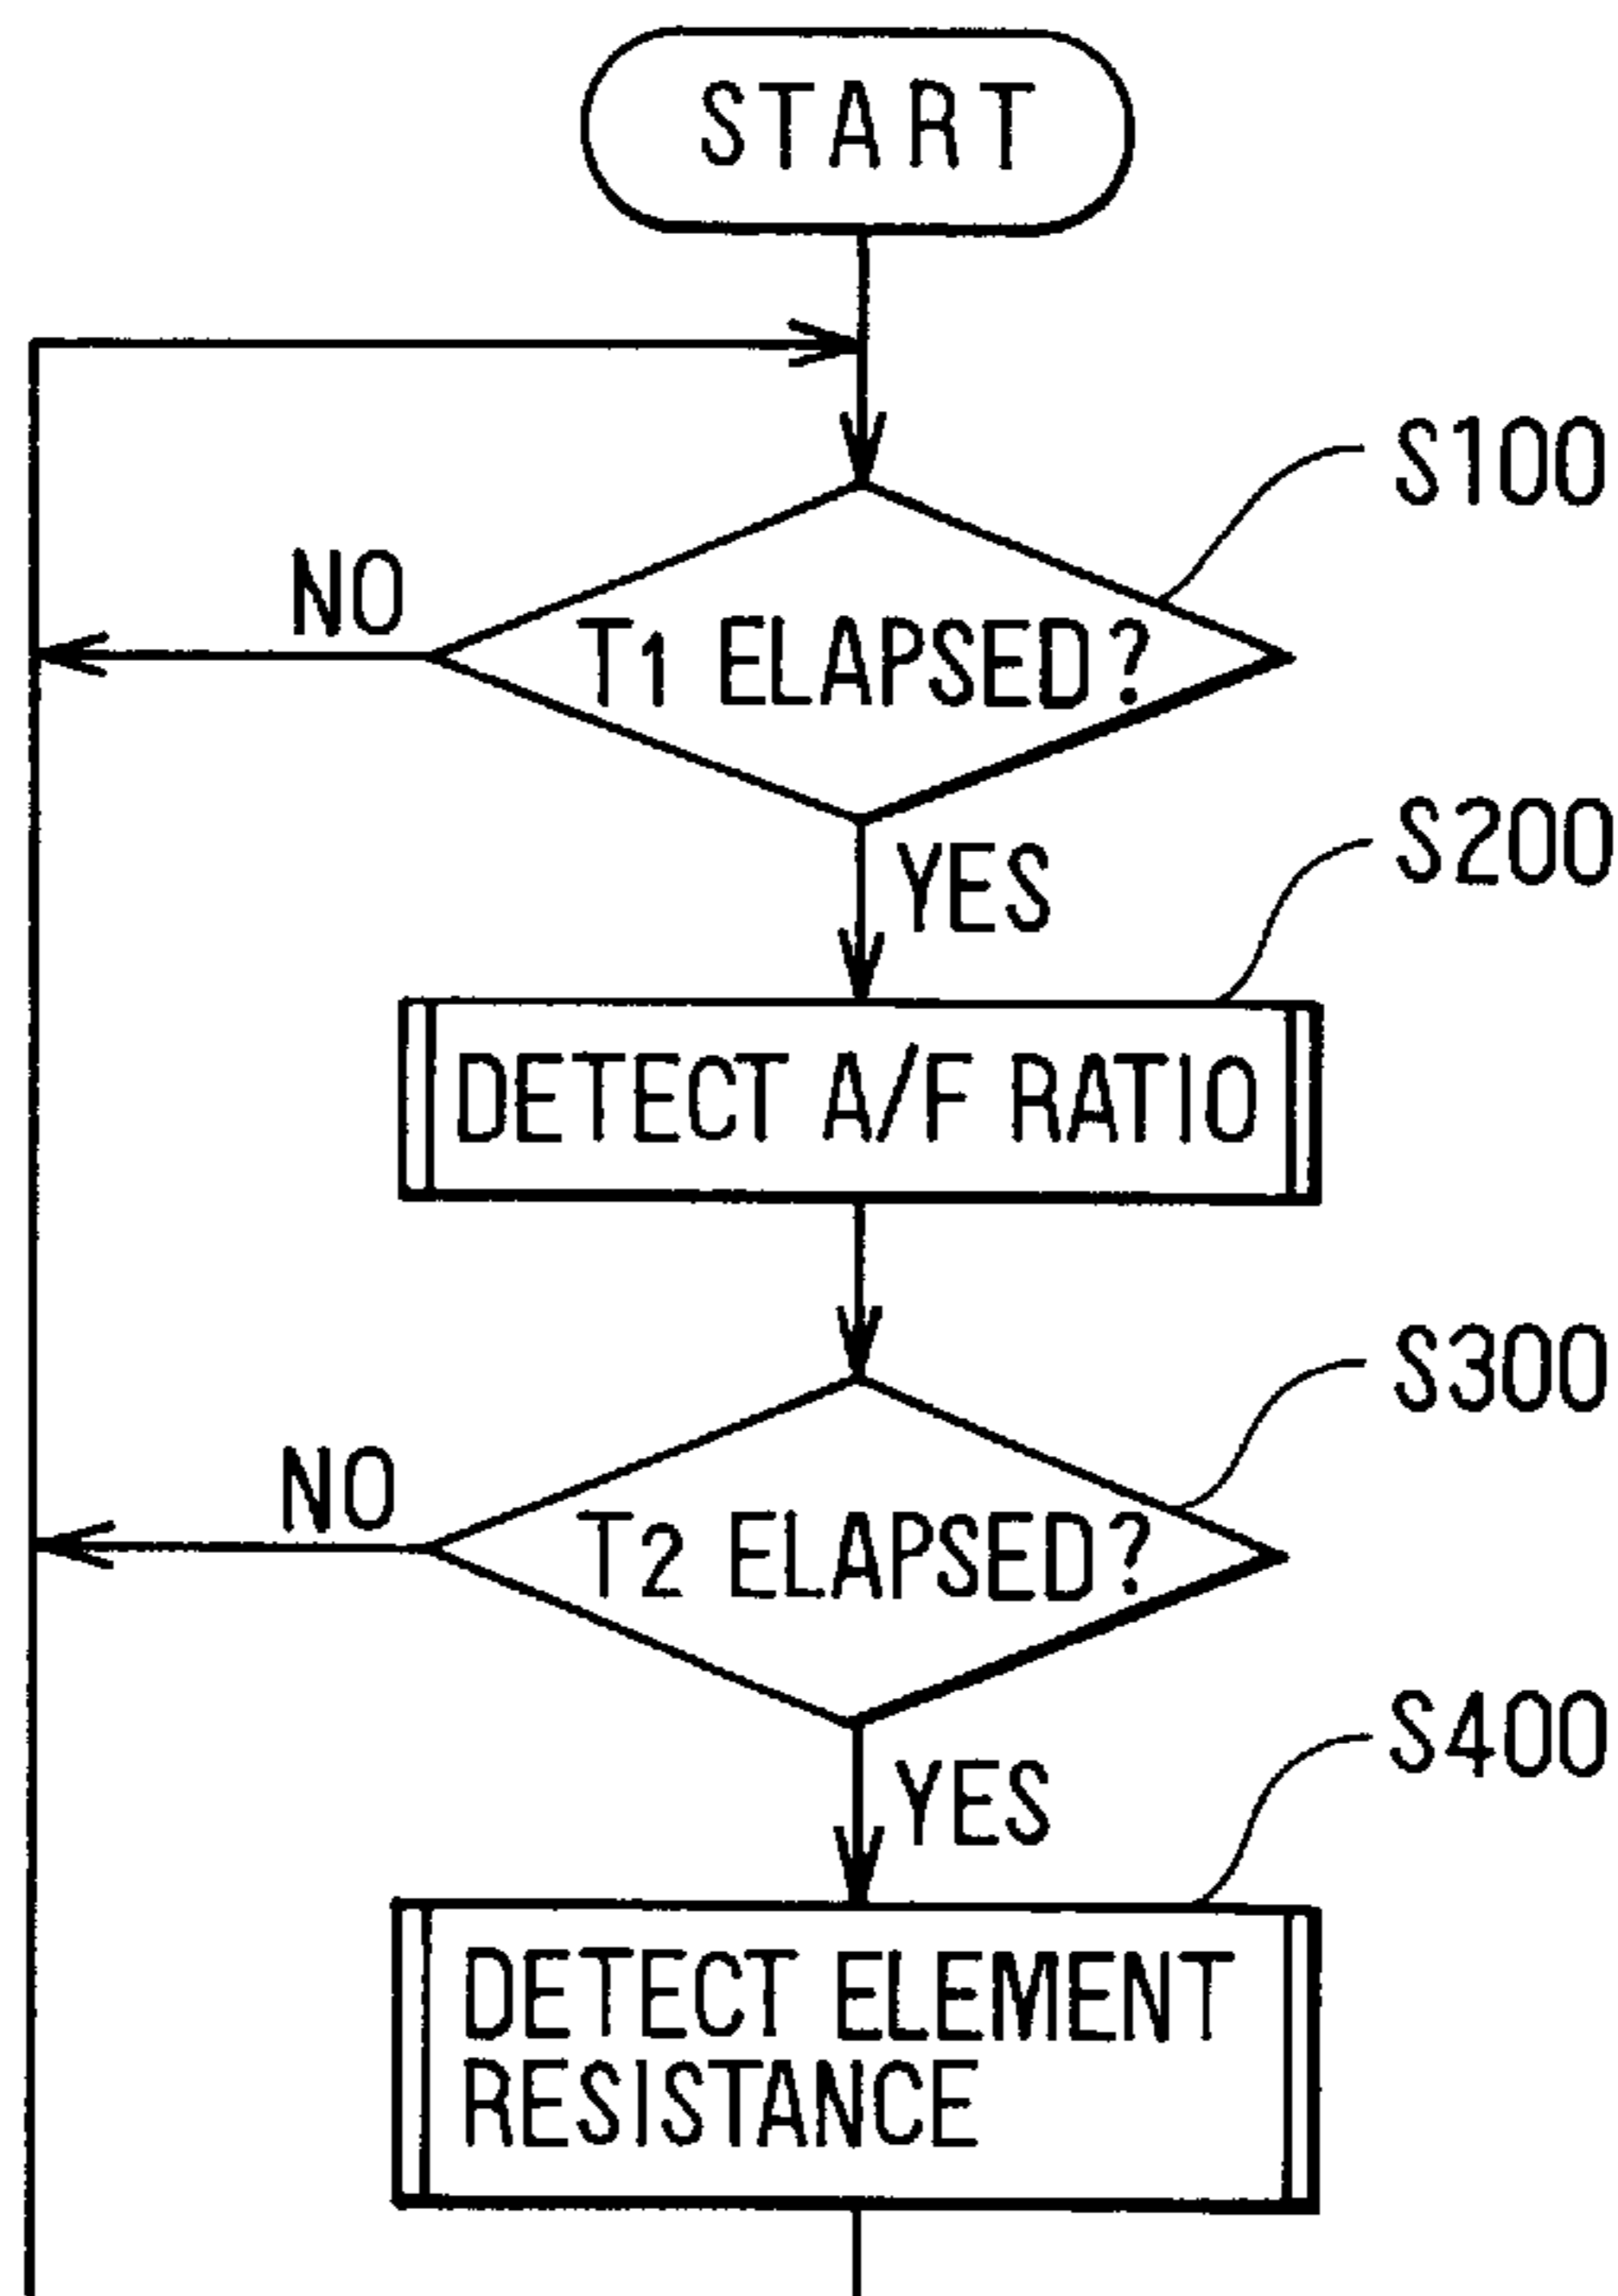 START
S100
NO
T1 ELAPSED?
S200
YES
DETECT A/F RATIO
S300
NO
T2 ELAPSED?
S400
YES
DETECT ELEMENT
RESISTANCE